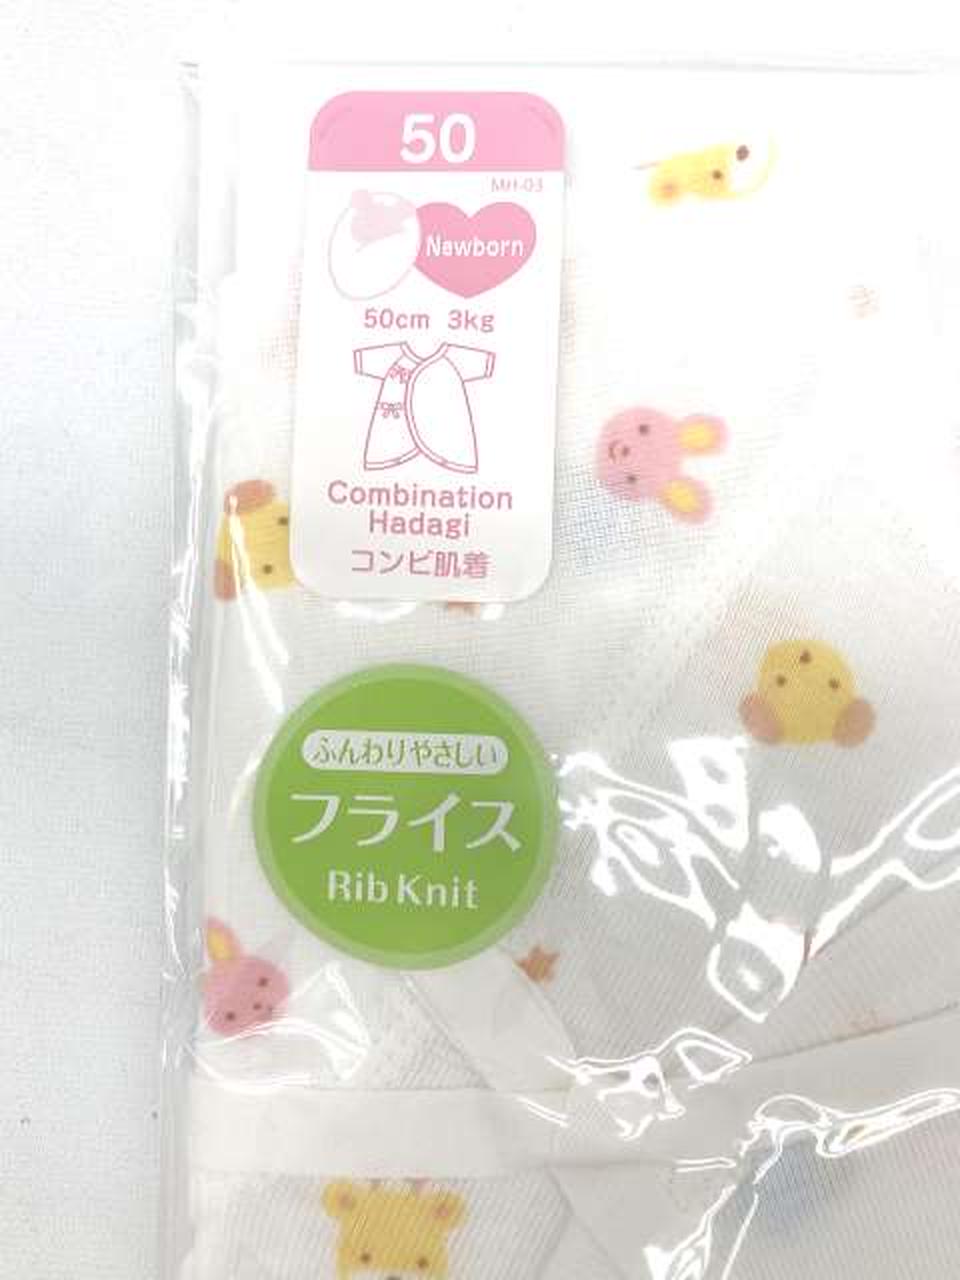 50
MH-03
Newborn
50cm 3kg
Combination
Hadagi
コンビ肌着
ふんわりやさしい
フライス
Rib Knit